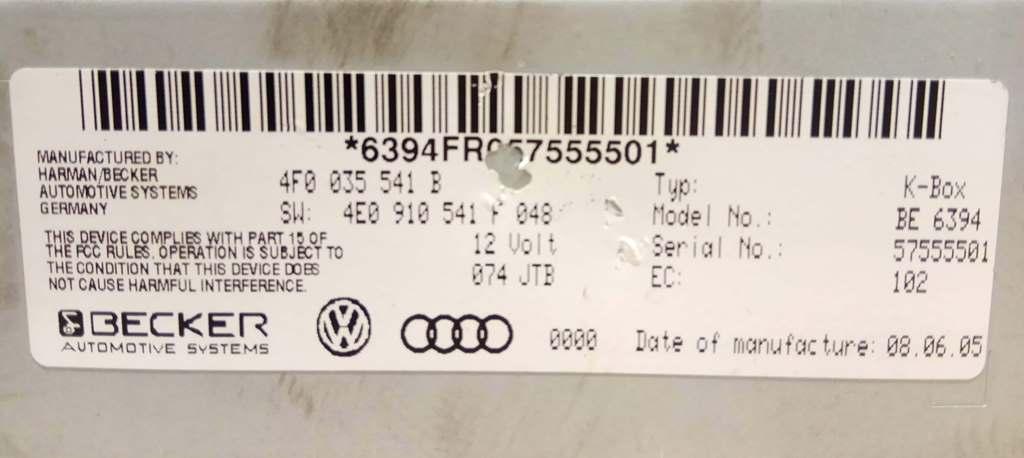 *6394FR057555501*
MANUFACTURED BY:
HARMAN/BECKER
AUTOMOTIVE SYSTEMS
GERMANY
THIS DEVICE COMPLIES WITH PART 15 OF
THE FCC RULES. OPERATION IS SUBJECT TO
THE CONDITION THAT THIS DEVICE DOES
NOT CAUSE HARMFUL INTERFERENCE.
4F0 035 541 B
SW: 4E0 910 541 F 048
12 Volt
074 JTB
Typ: K-Box
Model No.: BE 6394
Serial No.: 57555501
EC: 102
BECKER
AUTOMOTIVE SYSTEMS
VW
0000
Date of manufacture: 08.06.05